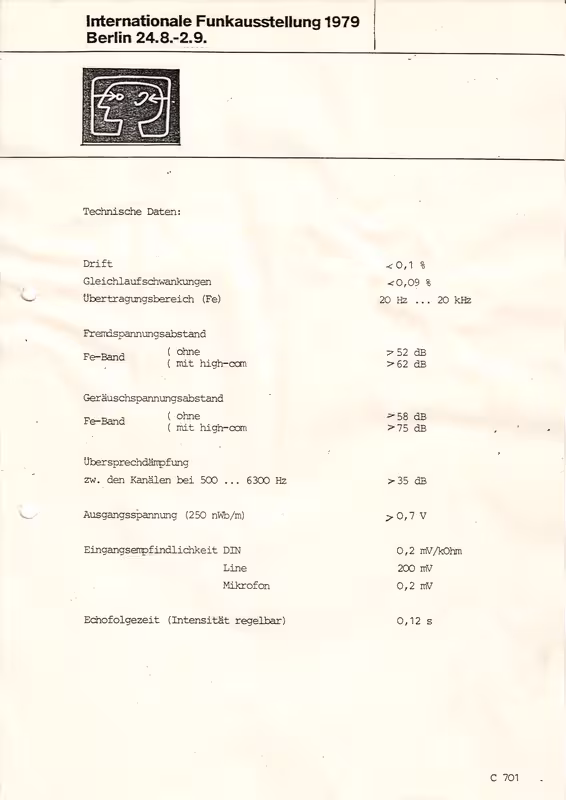 Internationale Funkausstellung 1979
Berlin 24.8.-2.9.
Technische Daten:
Drift <0,1 %
Gleichlaufschwankungen <0,09 %
Übertragungsbereich (Fe) 20 Hz ... 20 kHz
Fremdspannungsabstand
Fe-Band ( ohne >52 dB
( mit high-com >62 dB
Geräuschspannungsabstand
Fe-Band ( ohne >58 dB
( mit high-com >75 dB
Übersprechdämpfung
zw. den Kanälen bei 500 ... 6300 Hz >35 dB
Ausgangsspannung (250 nWb/m) >0,7 V
Eingangsempfindlichkeit DIN 0,2 mV/kOhm
Line 200 mV
Mikrofon 0,2 mV
Echofolgezeit (Intensität regelbar) 0,12 s
C 701